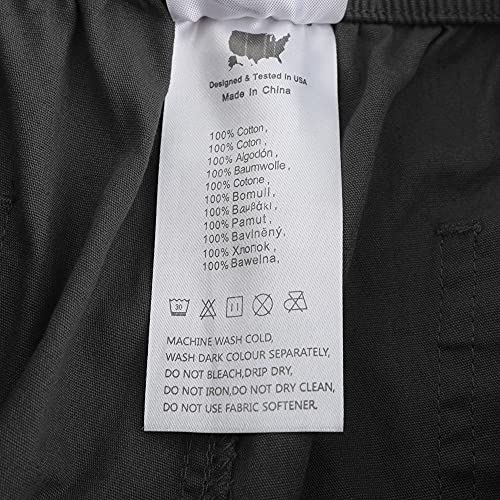 Designed & Tested In USA
Made In China
100% Cotton,
100% Coton,
100% Algodón,
100% Baumwolle,
100% Cotone,
100% Bomull,
100% Βαμβάκι,
100% Pamut,
100% Bavlněný,
100% Хлопок,
100% Bawelna,
30
MACHINE WASH COLD,
WASH DARK COLOUR SEPARATELY,
DO NOT BLEACH,DRIP DRY,
DO NOT IRON,DO NOT DRY CLEAN,
DO NOT USE FABRIC SOFTENER.